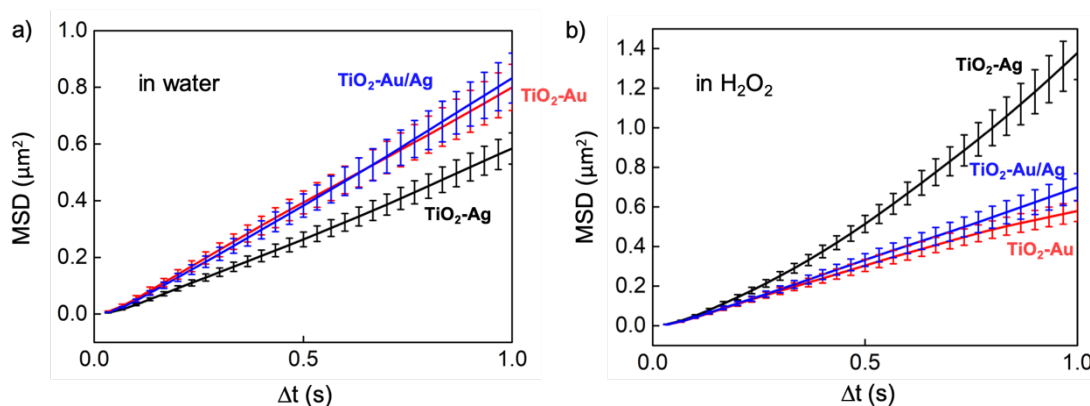 a)
1.0
0.8
0.6
0.4
0.2
0.0
MSD (µm²)
in water
TiO₂-Au/Ag
TiO₂-Au
TiO₂-Ag
0.0 0.5 1.0
Δt (s)
b)
1.4
1.2
1.0
0.8
0.6
0.4
0.2
0.0
MSD (µm²)
in H₂O₂
TiO₂-Ag
TiO₂-Au/Ag
TiO₂-Au
0.0 0.5 1.0
Δt (s)